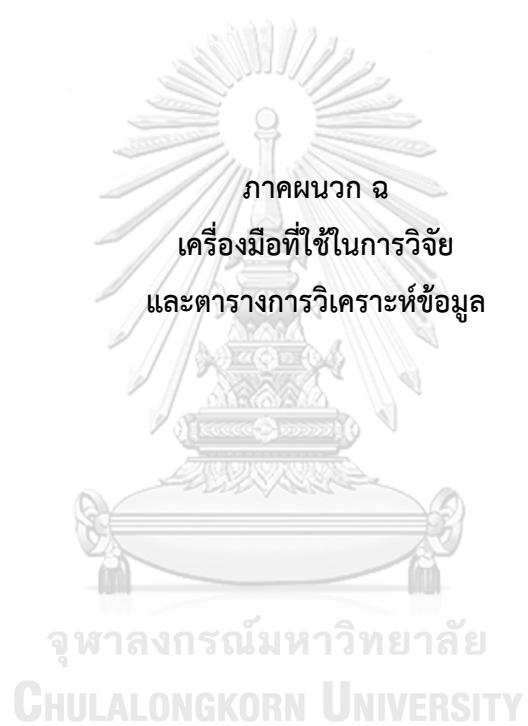 ภาคผนวก ฉ
เครื่องมือที่ใช้ในการวิจัย
และตารางการวิเคราะห์ข้อมูล
จุฬาลงกรณ์มหาวิทยาลัย
CHULALONGKORN UNIVERSITY